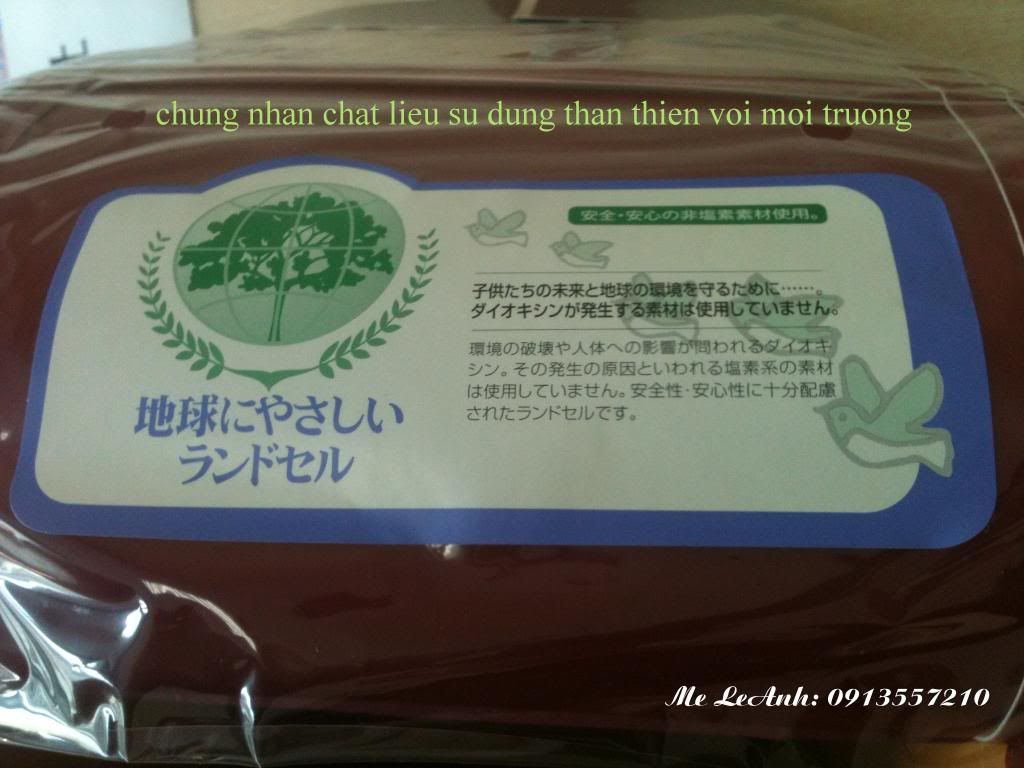 chung nhan chat lieu su dung than thien voi moi truong
安全・安心の非塩素素材使用。
子供たちの未来と地球の環境を守るために……。
ダイオキシンが発生する素材は使用していません。
環境の破壊や人体への影響が問われるダイオキ
シン。その発生の原因といわれる塩素系の素材
は使用していません。安全性・安心性に十分配慮
されたランドセルです。
地球にやさしい
ランドセル
Me LeAnh: 0913557210